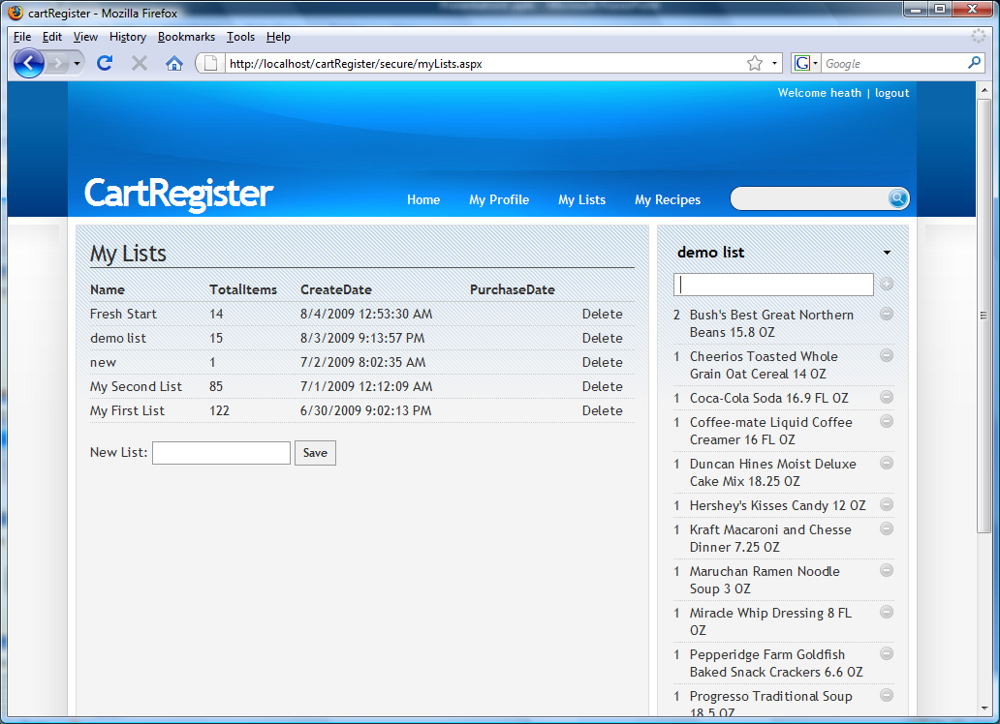 cartRegister - Mozilla Firefox
File Edit View History Bookmarks Tools Help
http://localhost/cartRegister/secure/myLists.aspx
G Google
Welcome heath | logout
CartRegister
Home My Profile My Lists My Recipes
My Lists
Name TotalItems CreateDate PurchaseDate
Fresh Start 14 8/4/2009 12:53:30 AM Delete
demo list 15 8/3/2009 9:13:57 PM Delete
new 1 7/2/2009 8:02:35 AM Delete
My Second List 85 7/1/2009 12:12:09 AM Delete
My First List 122 6/30/2009 9:02:13 PM Delete
New List: Save
demo list
2 Bush's Best Great Northern
Beans 15.8 OZ
1 Cheerios Toasted Whole
Grain Oat Cereal 14 OZ
1 Coca-Cola Soda 16.9 FL OZ
1 Coffee-mate Liquid Coffee
Creamer 16 FL OZ
1 Duncan Hines Moist Deluxe
Cake Mix 18.25 OZ
1 Hershey's Kisses Candy 12 OZ
1 Kraft Macaroni and Chesse
Dinner 7.25 OZ
1 Maruchan Ramen Noodle
Soup 3 OZ
1 Miracle Whip Dressing 8 FL
OZ
1 Pepperidge Farm Goldfish
Baked Snack Crackers 6.6 OZ
1 Progresso Traditional Soup
18.5 OZ